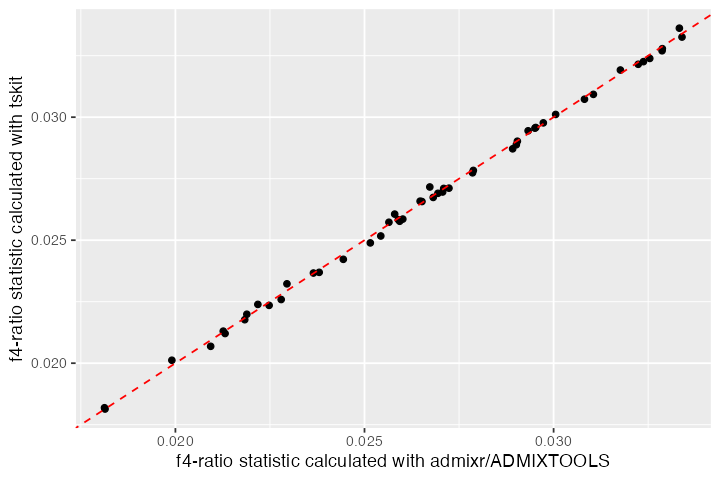 f4-ratio statistic calculated with tskit
0.030
0.025
0.020
0.020 0.025 0.030
f4-ratio statistic calculated with admixr/ADMIXTOOLS